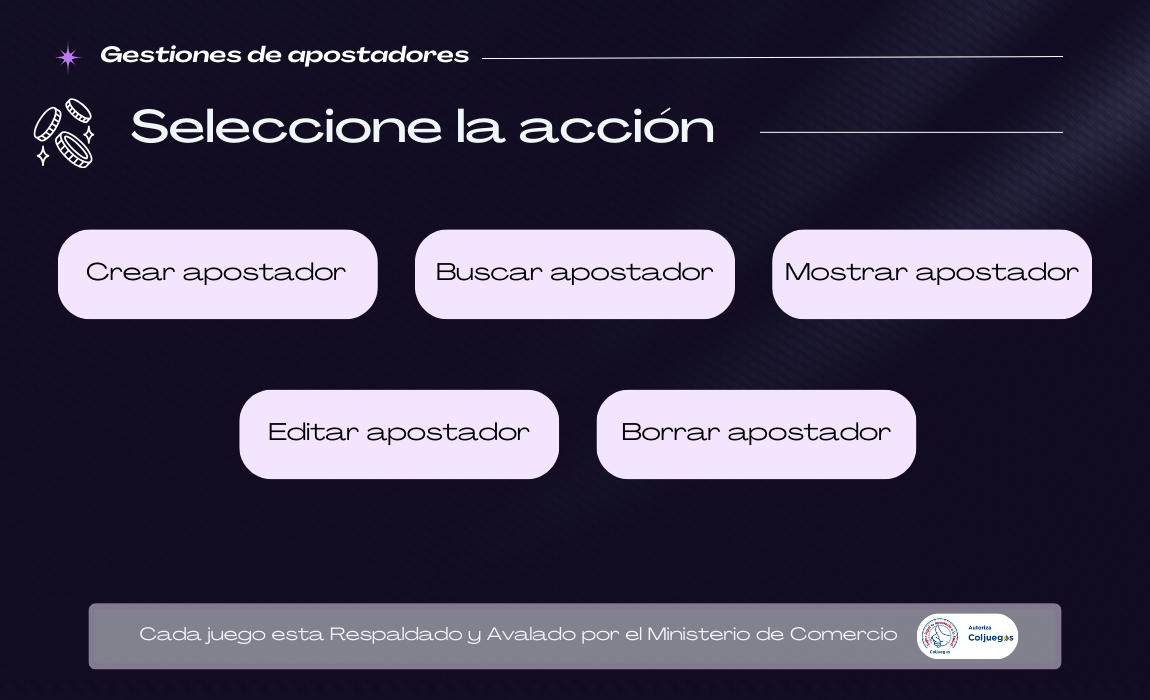 Gestiones de apostadores
Seleccione la acción
Crear apostador
Buscar apostador
Mostrar apostador
Editar apostador
Borrar apostador
Cada juego esta Respaldado y Avalado por el Ministerio de Comercio
Autoriza
Coljuegos
Coljuegos